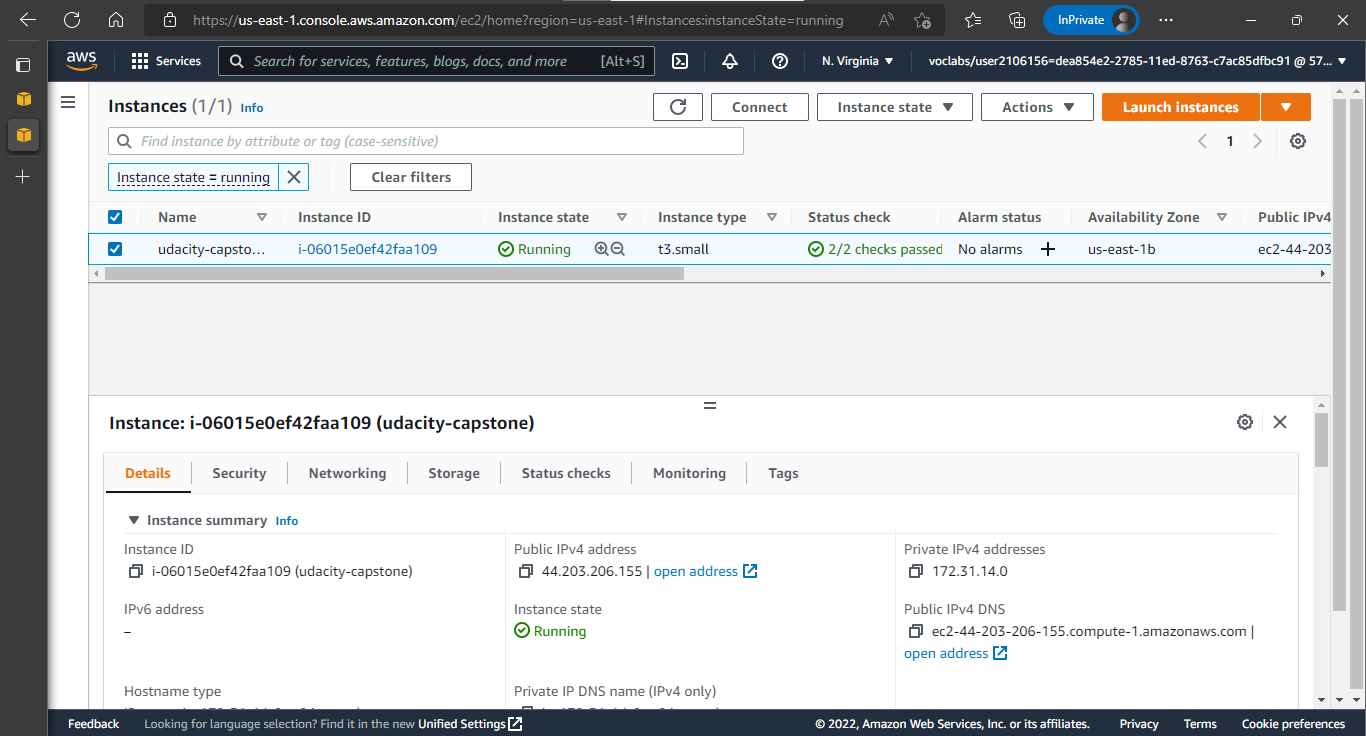 https://us-east-1.console.aws.amazon.com/ec2/home?region=us-east-1#Instances:instanceState=running
InPrivate
aws
Services
Search for services, features, blogs, docs, and more [Alt+S]
N. Virginia
voclabs/user2106156=dea854e2-2785-11ed-8763-c7ac85dfbc91 @ 57...
Instances (1/1) Info
Connect
Instance state
Actions
Launch instances
Find instance by attribute or tag (case-sensitive)
1
Instance state = running
Clear filters
Name Instance ID Instance state Instance type Status check Alarm status Availability Zone Public IPv4
udacity-capsto... i-06015e0ef42faa109 Running t3.small 2/2 checks passed No alarms us-east-1b ec2-44-203
Instance: i-06015e0ef42faa109 (udacity-capstone)
Details Security Networking Storage Status checks Monitoring Tags
Instance summary Info
Instance ID
i-06015e0ef42faa109 (udacity-capstone)
Public IPv4 address
44.203.206.155 | open address
Private IPv4 addresses
172.31.14.0
IPv6 address
–
Instance state
Running
Public IPv4 DNS
ec2-44-203-206-155.compute-1.amazonaws.com |
open address
Hostname type
Private IP DNS name (IPv4 only)
Feedback
Looking for language selection? Find it in the new Unified Settings
© 2022, Amazon Web Services, Inc. or its affiliates.
Privacy
Terms
Cookie preferences